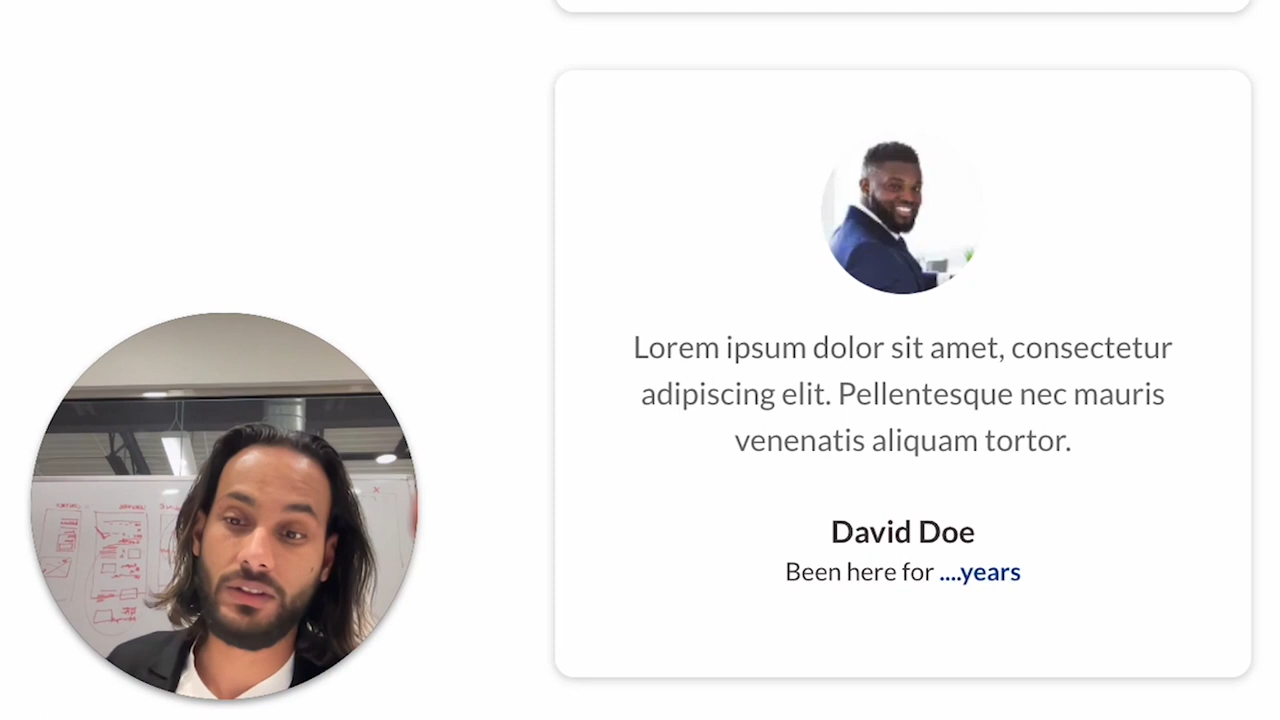 Lorem ipsum dolor sit amet, consectetur
adipiscing elit. Pellentesque nec mauris
venenatis aliquam tortor.
David Doe
Been here for ....years